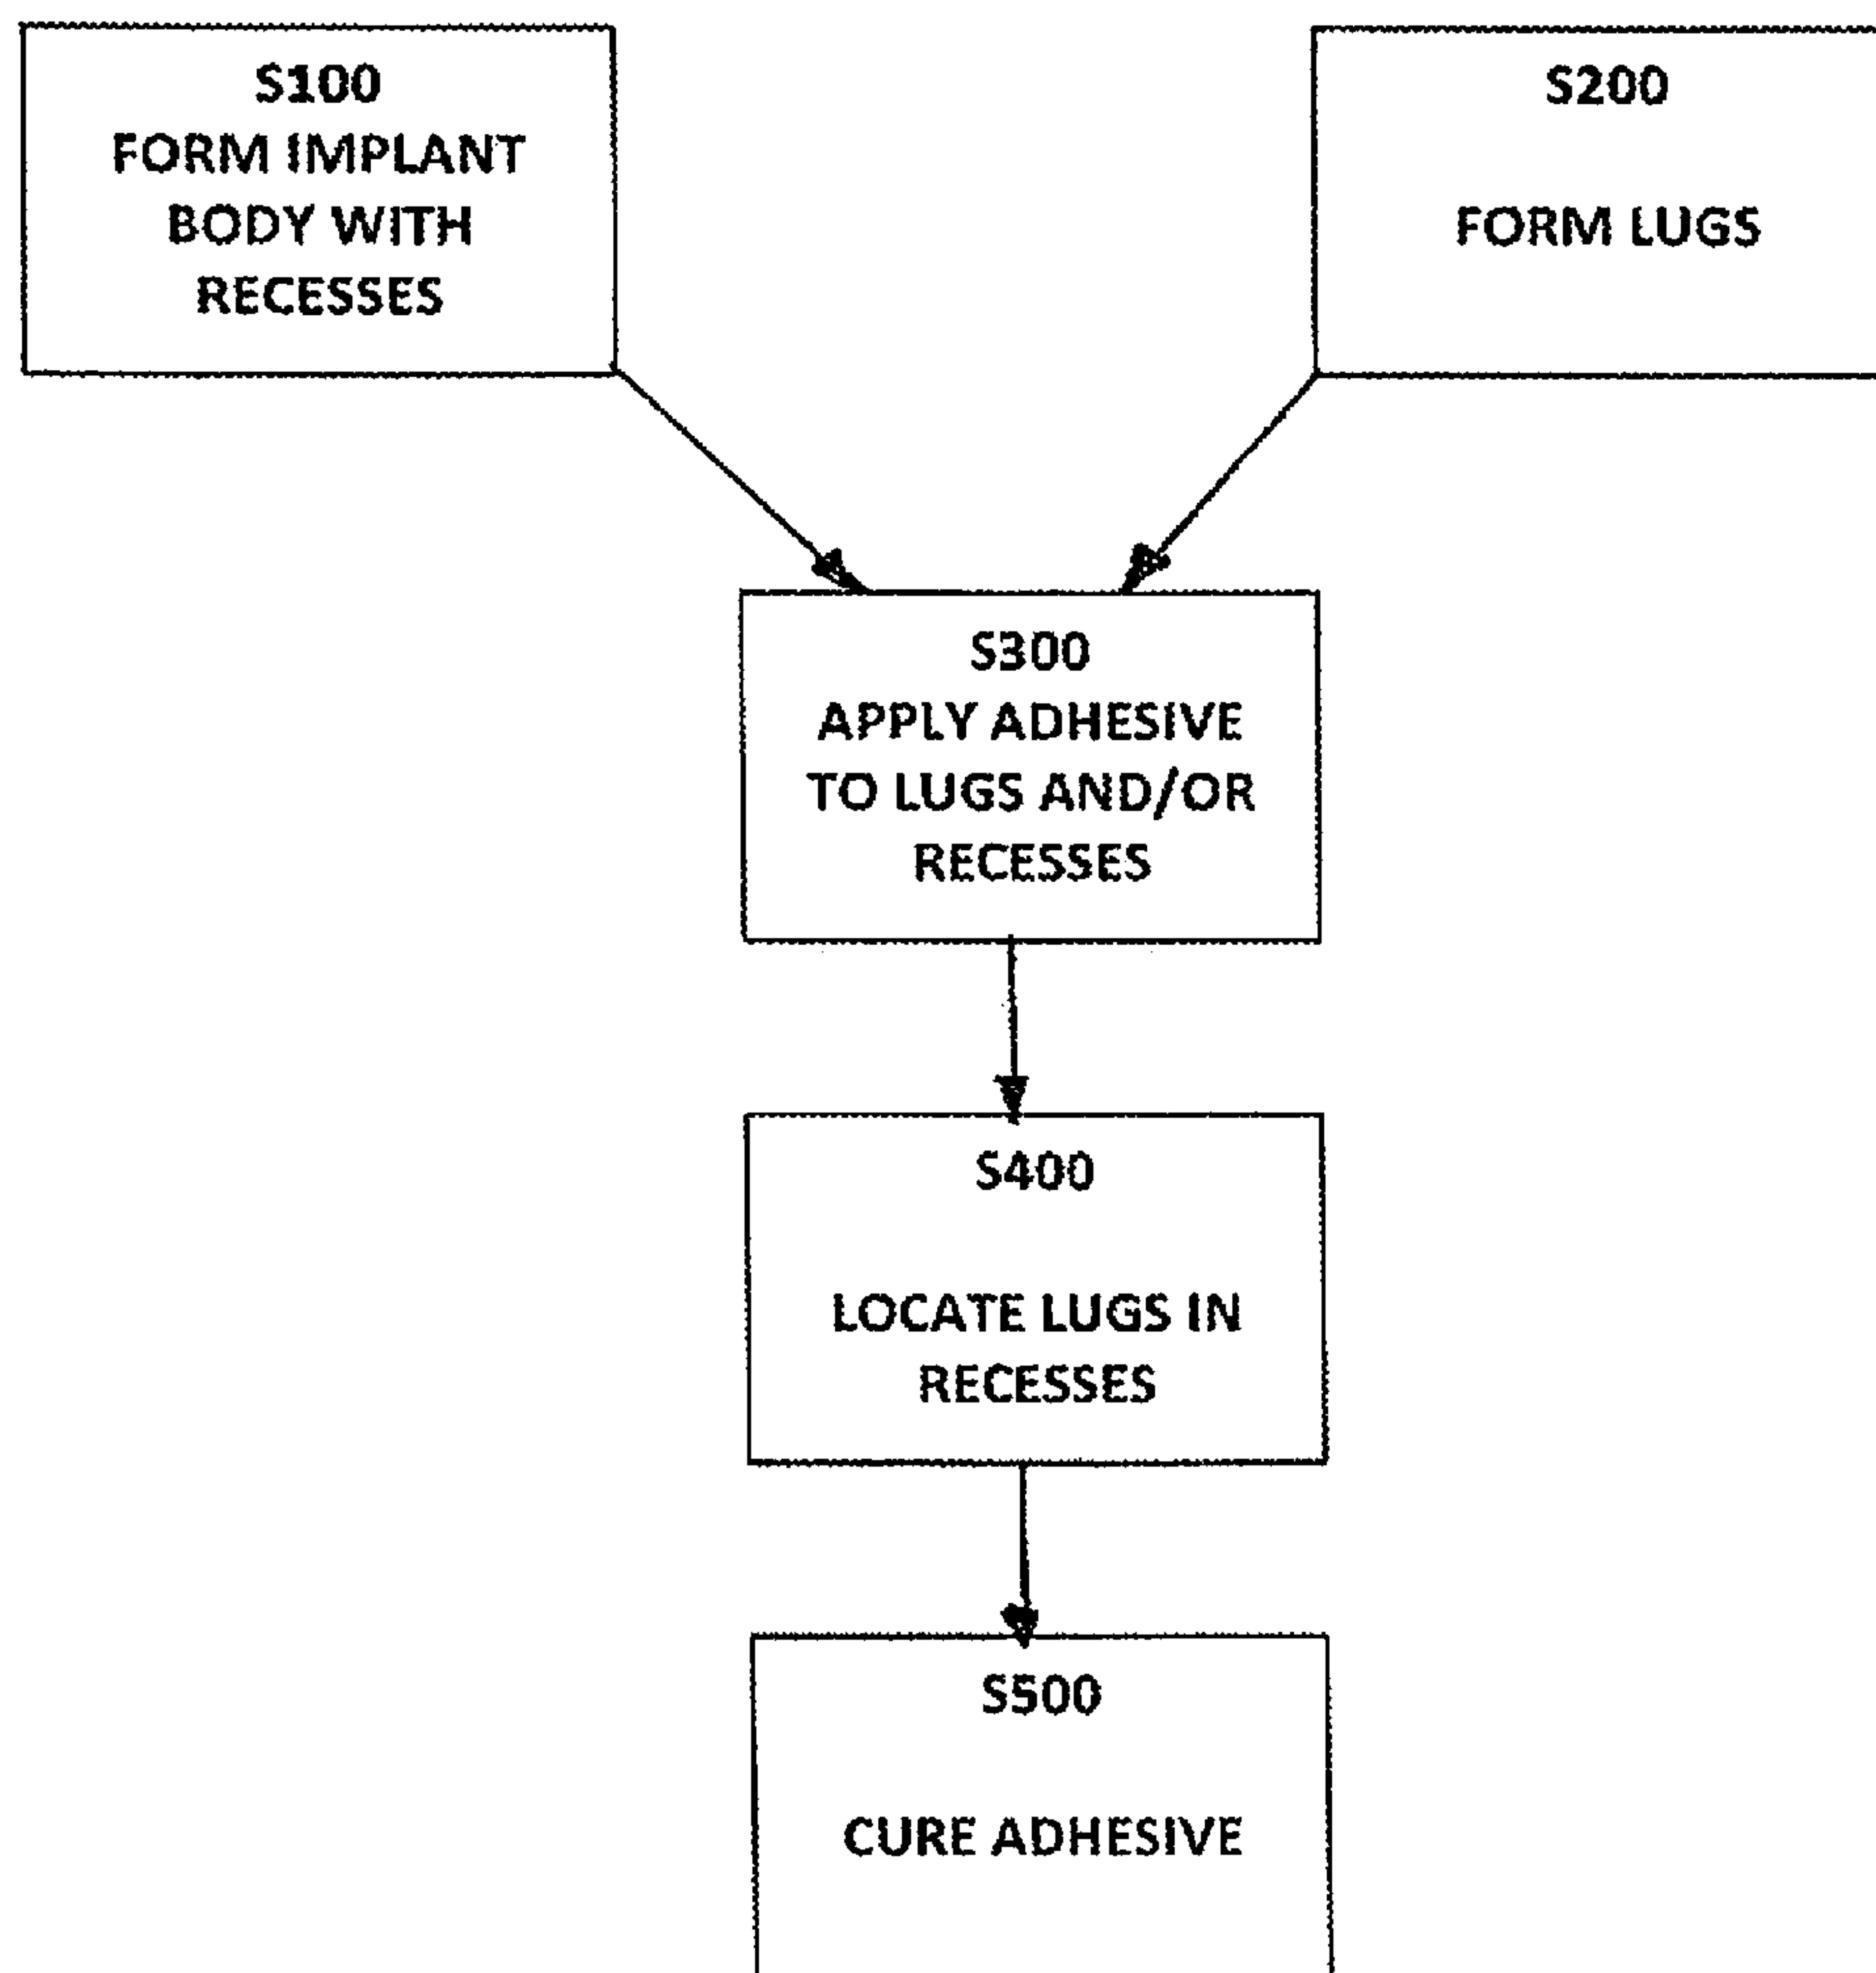 S100
FORM IMPLANT
BODY WITH
RECESSES
S200
FORM LUGS
S300
APPLY ADHESIVE
TO LUGS AND/OR
RECESSES
S400
LOCATE LUGS IN
RECESSES
S500
CURE ADHESIVE